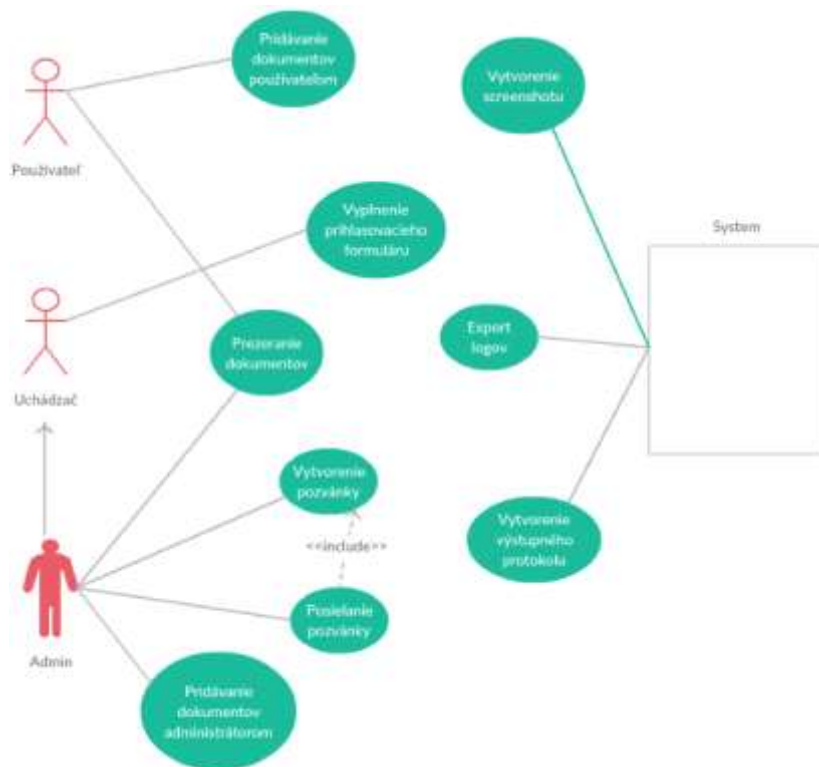 Pridávanie
dokumentov
používateľom
Vytvorenie
screenshotu
Používateľ
Vyplnenie
prihlasovacieho
formuláru
System
Uchádzač
Prezeranie
dokumentov
Export
logov
Vytvorenie
pozvánky
<<include>>
Vytvorenie
výstupného
protokolu
Posielanie
pozvánky
Admin
Pridávanie
dokumentov
administrátorom